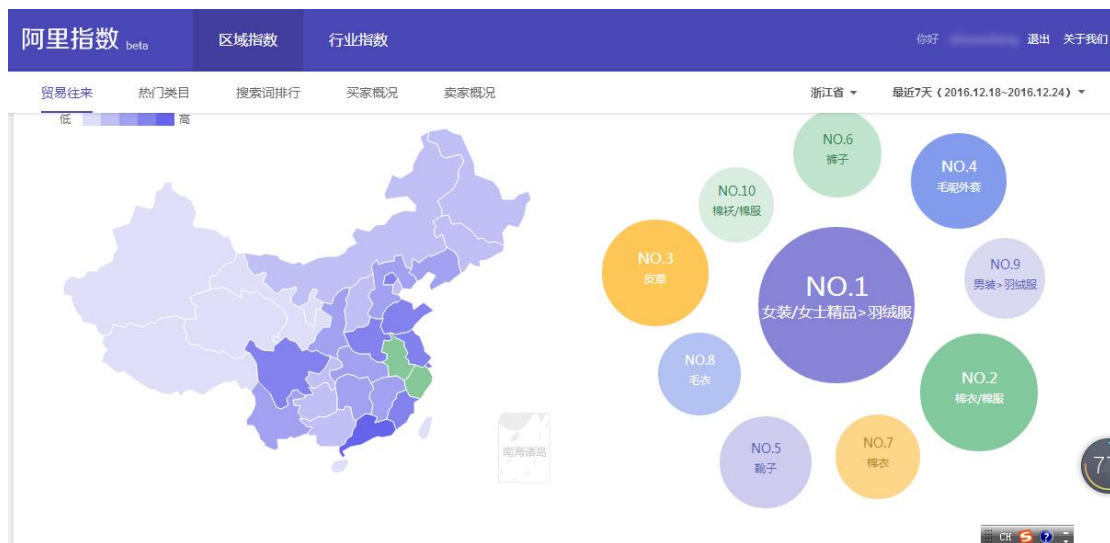 阿里指数 beta 区域指数 行业指数 你好 退出 关于我们
贸易往来 热门类目 搜索词排行 买家概况 卖家概况 浙江省 最近7天 (2016.12.18~2016.12.24)
低 高
NO.6
裤子
NO.4
毛呢外套
NO.10
棉袄/棉服
NO.3
皮草
NO.1
女装/女士精品>羽绒服
NO.9
男装>羽绒服
NO.8
毛衣
NO.2
棉衣/棉服
NO.5
靴子
NO.7
棉衣
南海诸岛
CH